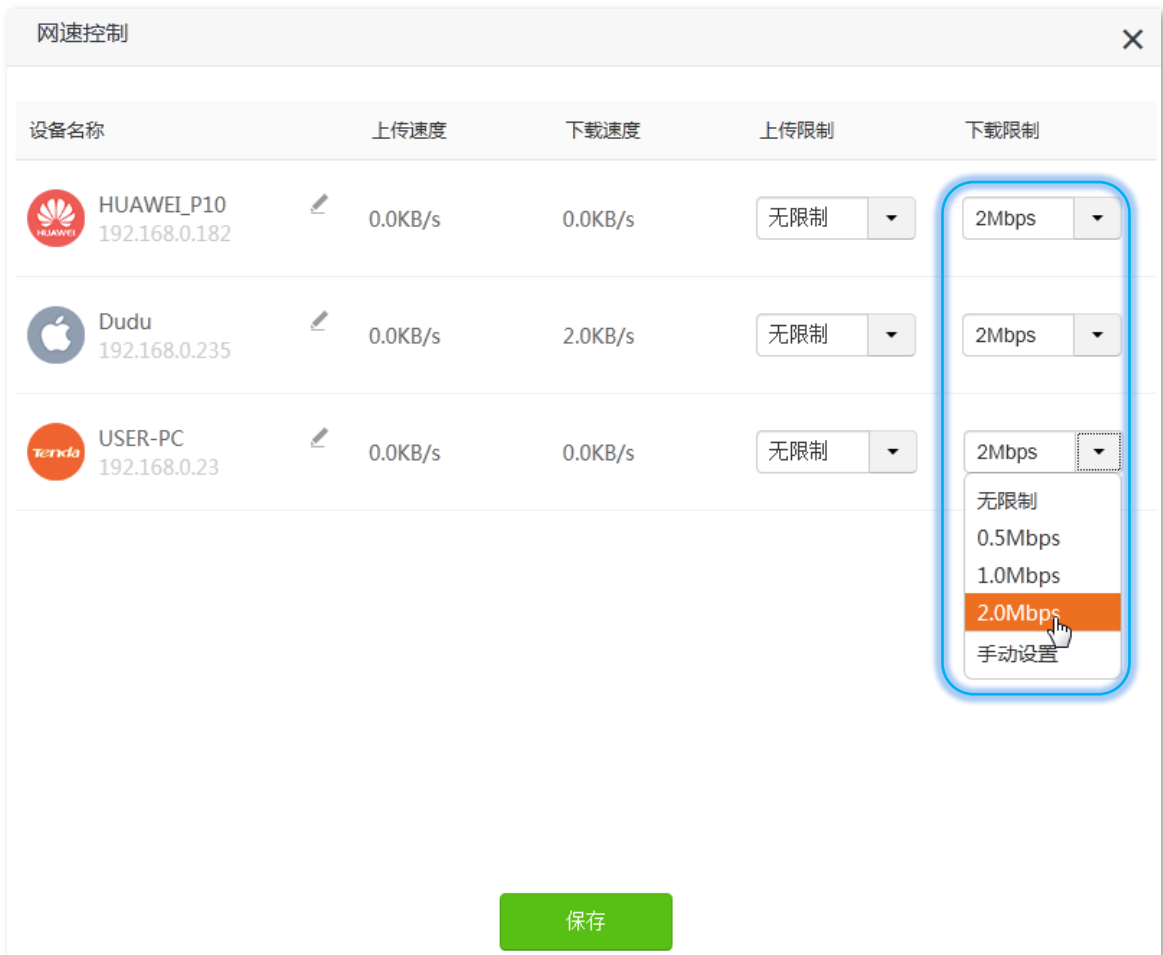 网速控制
设备名称 上传速度 下载速度 上传限制 下载限制
HUAWEI
HUAWEI_P10
192.168.0.182
0.0KB/s 0.0KB/s 无限制 2Mbps
Dudu
192.168.0.235
0.0KB/s 2.0KB/s 无限制 2Mbps
Tenda
USER-PC
192.168.0.23
0.0KB/s 0.0KB/s 无限制 2Mbps
无限制
0.5Mbps
1.0Mbps
2.0Mbps
手动设置
保存